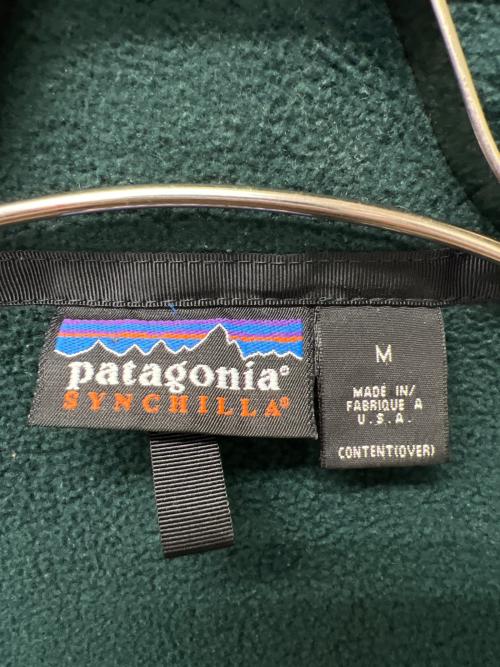 patagonia®
SYNCHILLA®
M
MADE IN/
FABRIQUE A
U.S.A.
CONTENT(OVER)